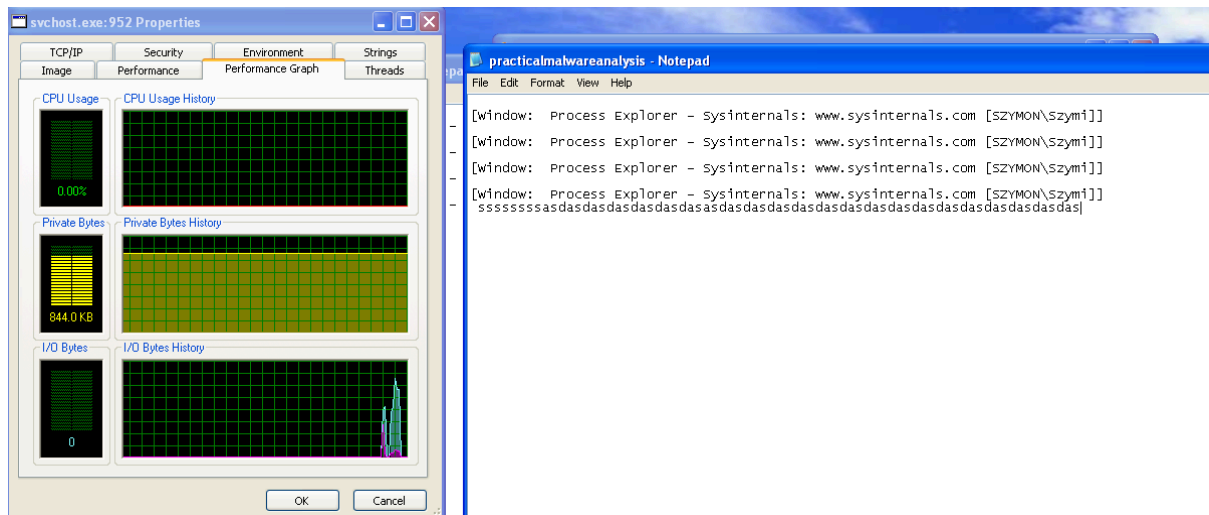 svchost.exe:952 Properties
TCP/IP Security Environment Strings
Image Performance Performance Graph Threads
CPU Usage CPU Usage History
0.00%
Private Bytes Private Bytes History
844.0 KB
I/O Bytes I/O Bytes History
0
OK Cancel
practicalmalwareanalysis - Notepad
File Edit Format View Help
[Window: Process Explorer - Sysinternals: www.sysinternals.com [SZYMON\Szymi]]
[Window: Process Explorer - Sysinternals: www.sysinternals.com [SZYMON\Szymi]]
[Window: Process Explorer - Sysinternals: www.sysinternals.com [SZYMON\Szymi]]
[Window: Process Explorer - Sysinternals: www.sysinternals.com [SZYMON\Szymi]]